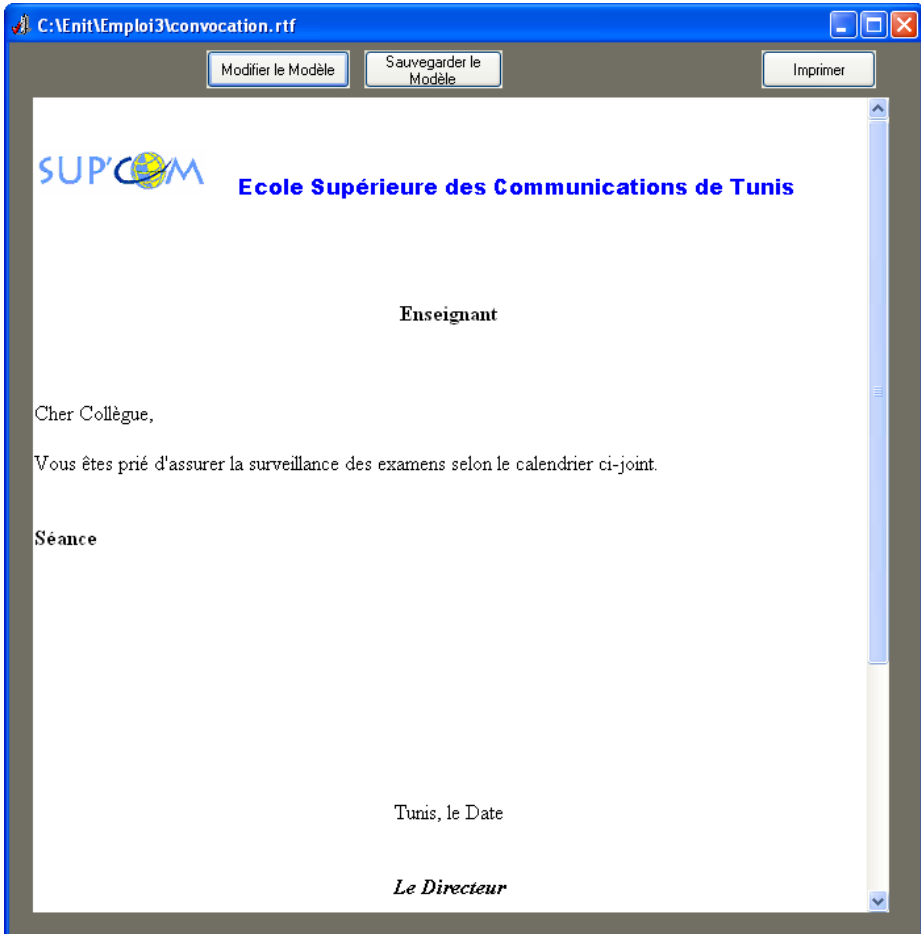 C:\Enit\Emploi3\convocation.rtf
Modifier le Modèle
Sauvegarder le
Modèle
Imprimer
SUP'COM
Ecole Supérieure des Communications de Tunis
Enseignant
Cher Collègue,
Vous êtes prié d'assurer la surveillance des examens selon le calendrier ci-joint.
Séance
Tunis, le Date
Le Directeur